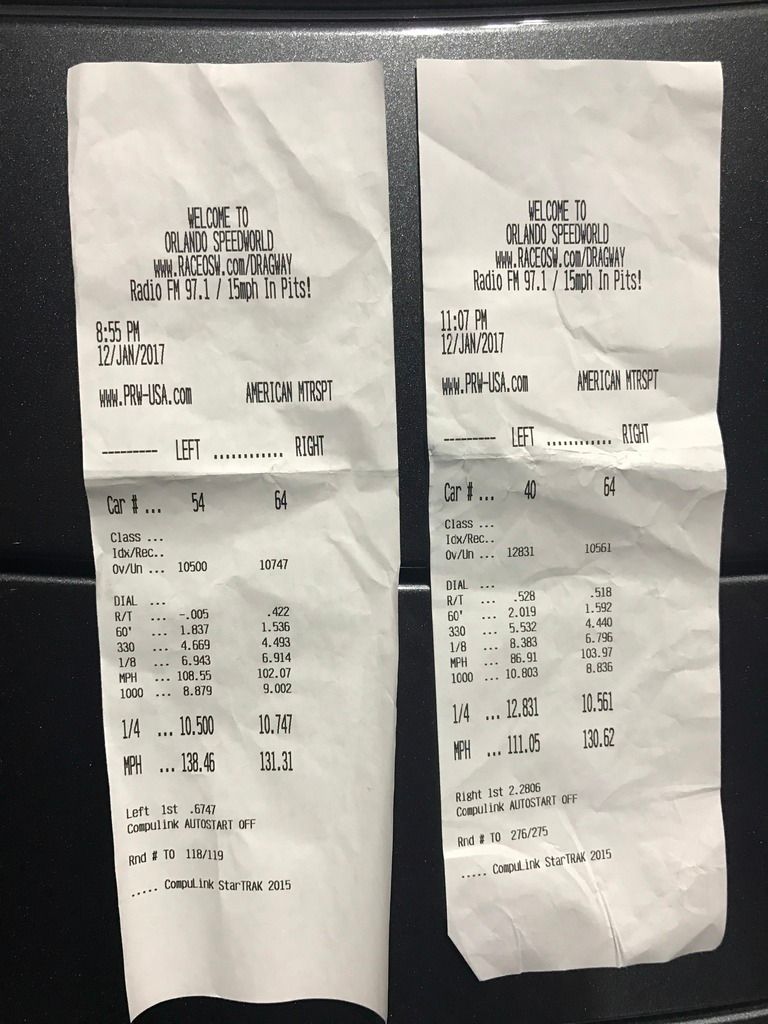 WELCOME TO
ORLANDO SPEEDWORLD
www.RACEOSW.com/DRAGWAY
Radio FM 97.1 / 15mph In Pits!
8:55 PM
12/JAN/2017
www.PRW-USA.com AMERICAN MTRSPT
--------- LEFT ............ RIGHT
Car # ... 54 64
Class ...
Idx/Rec..
Ov/Un ... 10500 10747
DIAL ...
R/T ... -.005 .422
60' ... 1.837 1.536
330 ... 4.669 4.493
1/8 ... 6.943 6.914
MPH ... 108.55 102.07
1000 ... 8.879 9.002
1/4 ... 10.500 10.747
MPH ... 138.46 131.31
Left 1st .6747
Compulink AUTOSTART OFF
Rnd # TO 118/119
..... CompuLink StarTRAK 2015
WELCOME TO
ORLANDO SPEEDWORLD
www.RACEOSW.com/DRAGWAY
Radio FM 97.1 / 15mph In Pits!
11:07 PM
12/JAN/2017
www.PRW-USA.com AMERICAN MTRSPT
--------- LEFT ............ RIGHT
Car # ... 40 64
Class ...
Idx/Rec..
Ov/Un ... 12831 10561
DIAL ...
R/T ... .528 .518
60' ... 2.019 1.592
330 ... 5.532 4.440
1/8 ... 8.383 6.796
MPH ... 86.91 103.97
1000 ... 10.803 8.836
1/4 ... 12.831 10.561
MPH ... 111.05 130.62
Right 1st 2.2806
Compulink AUTOSTART OFF
Rnd # TO 276/275
..... CompuLink StarTRAK 2015